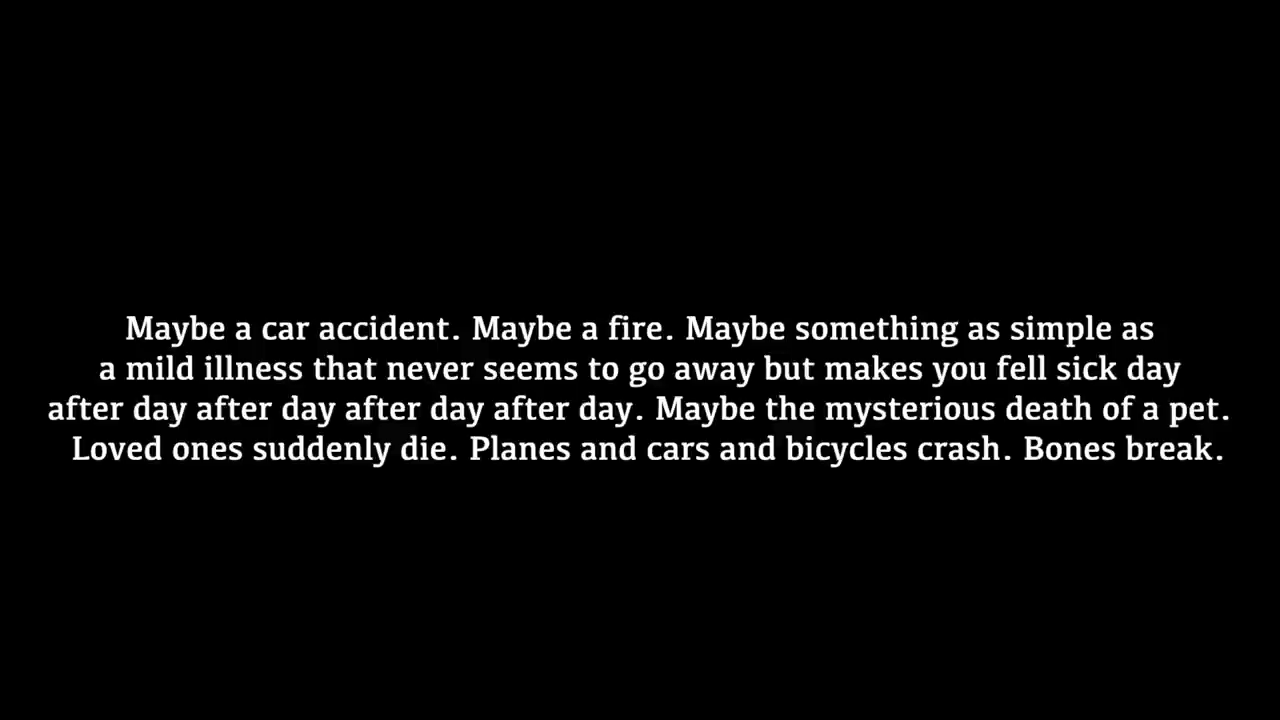 Maybe a car accident. Maybe a fire. Maybe something as simple as
a mild illness that never seems to go away but makes you fell sick day
after day after day after day after day. Maybe the mysterious death of a pet.
Loved ones suddenly die. Planes and cars and bicycles crash. Bones break.